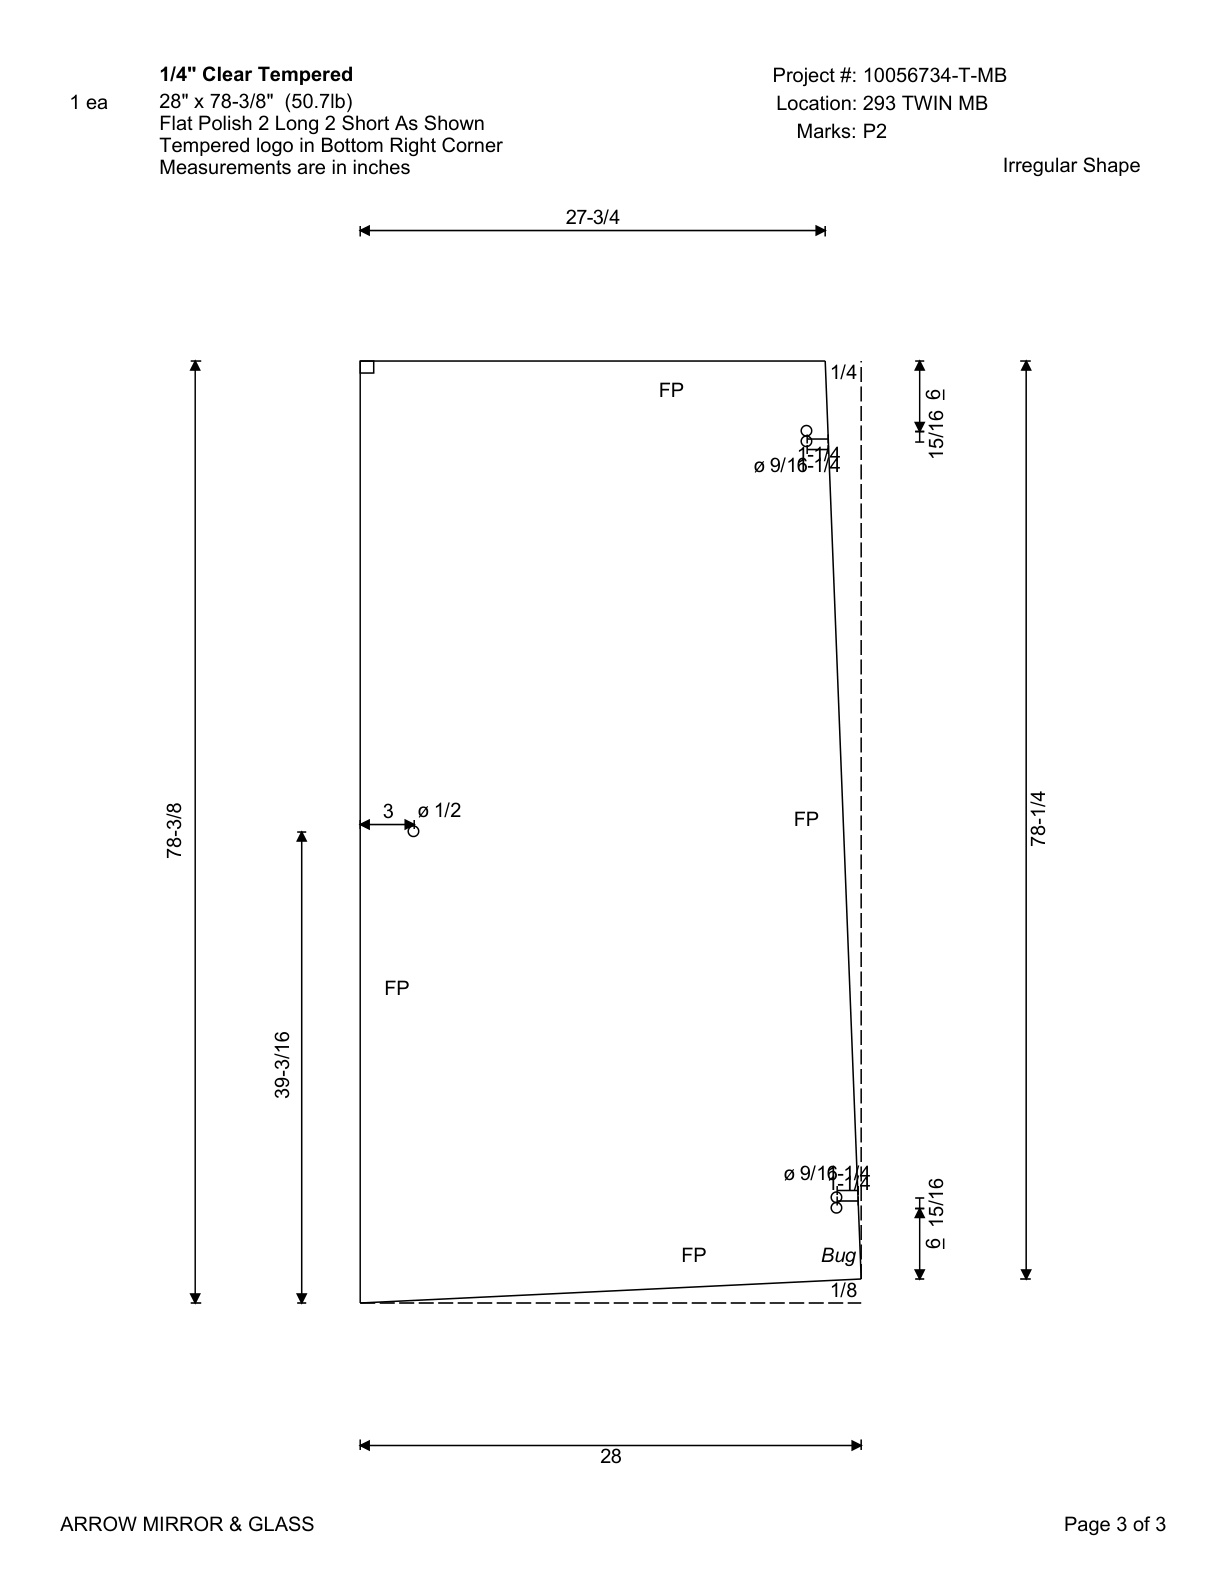 1/4" Clear Tempered
Project #: 10056734-T-MB
1 ea
28" x 78-3/8" (50.7lb)
Location: 293 TWIN MB
Flat Polish 2 Long 2 Short As Shown
Marks: P2
Tempered logo in Bottom Right Corner
Measurements are in inches
Irregular Shape
27-3/4
1/4
FP
6
15/16
1-1/4
ø 9/16
1-1/4
3
ø 1/2
78-3/8
FP
78-1/4
FP
39-3/16
ø 9/16
1-1/4
1-1/4
15/16
6
FP
Bug
1/8
28
ARROW MIRROR & GLASS
Page 3 of 3